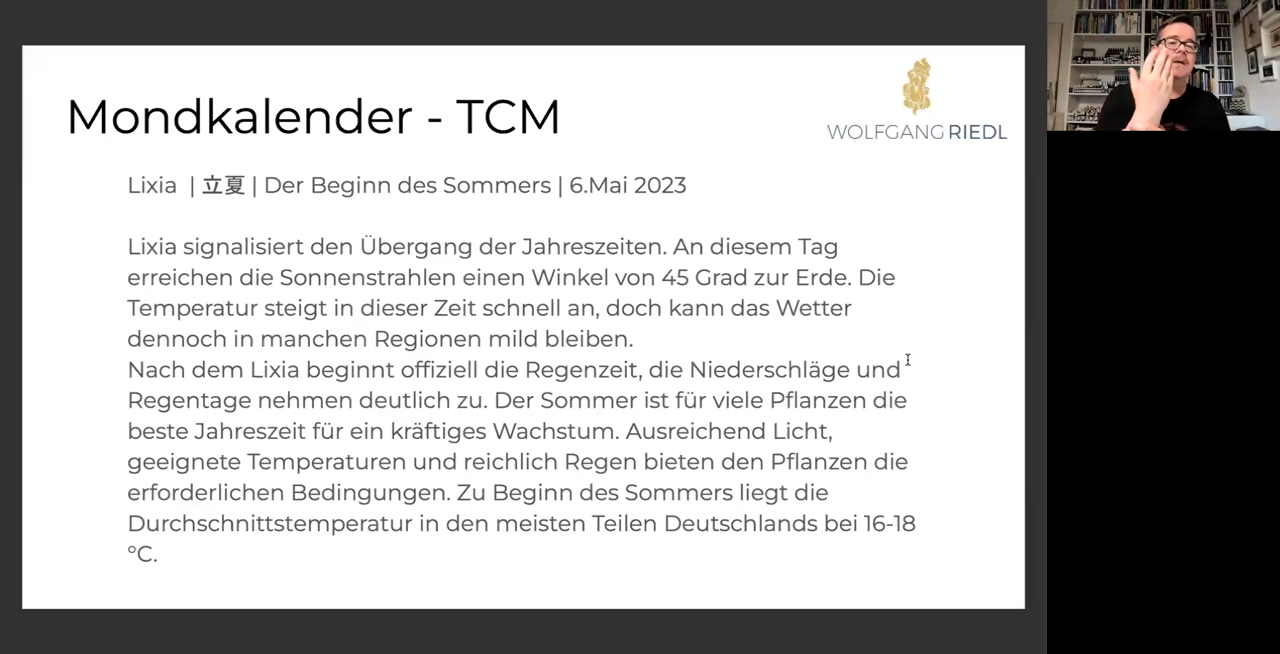 Mondkalender - TCM
WOLFGANG RIEDL
Lixia | 立夏 | Der Beginn des Sommers | 6.Mai 2023
Lixia signalisiert den Übergang der Jahreszeiten. An diesem Tag
erreichen die Sonnenstrahlen einen Winkel von 45 Grad zur Erde. Die
Temperatur steigt in dieser Zeit schnell an, doch kann das Wetter
dennoch in manchen Regionen mild bleiben.
Nach dem Lixia beginnt offiziell die Regenzeit, die Niederschläge und
Regentage nehmen deutlich zu. Der Sommer ist für viele Pflanzen die
beste Jahreszeit für ein kräftiges Wachstum. Ausreichend Licht,
geeignete Temperaturen und reichlich Regen bieten den Pflanzen die
erforderlichen Bedingungen. Zu Beginn des Sommers liegt die
Durchschnittstemperatur in den meisten Teilen Deutschlands bei 16-18
°C.